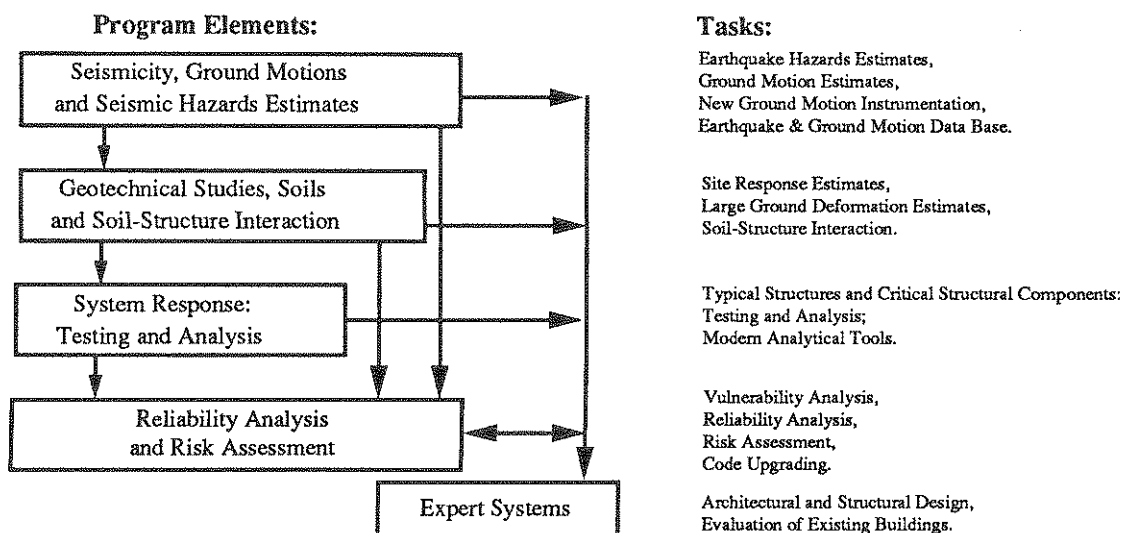 Program Elements:
Seismicity, Ground Motions
and Seismic Hazards Estimates
Geotechnical Studies, Soils
and Soil-Structure Interaction
System Response:
Testing and Analysis
Reliability Analysis
and Risk Assessment
Expert Systems
Tasks:
Earthquake Hazards Estimates,
Ground Motion Estimates,
New Ground Motion Instrumentation,
Earthquake & Ground Motion Data Base.
Site Response Estimates,
Large Ground Deformation Estimates,
Soil-Structure Interaction.
Typical Structures and Critical Structural Components:
Testing and Analysis;
Modern Analytical Tools.
Vulnerability Analysis,
Reliability Analysis,
Risk Assessment,
Code Upgrading.
Architectural and Structural Design,
Evaluation of Existing Buildings.